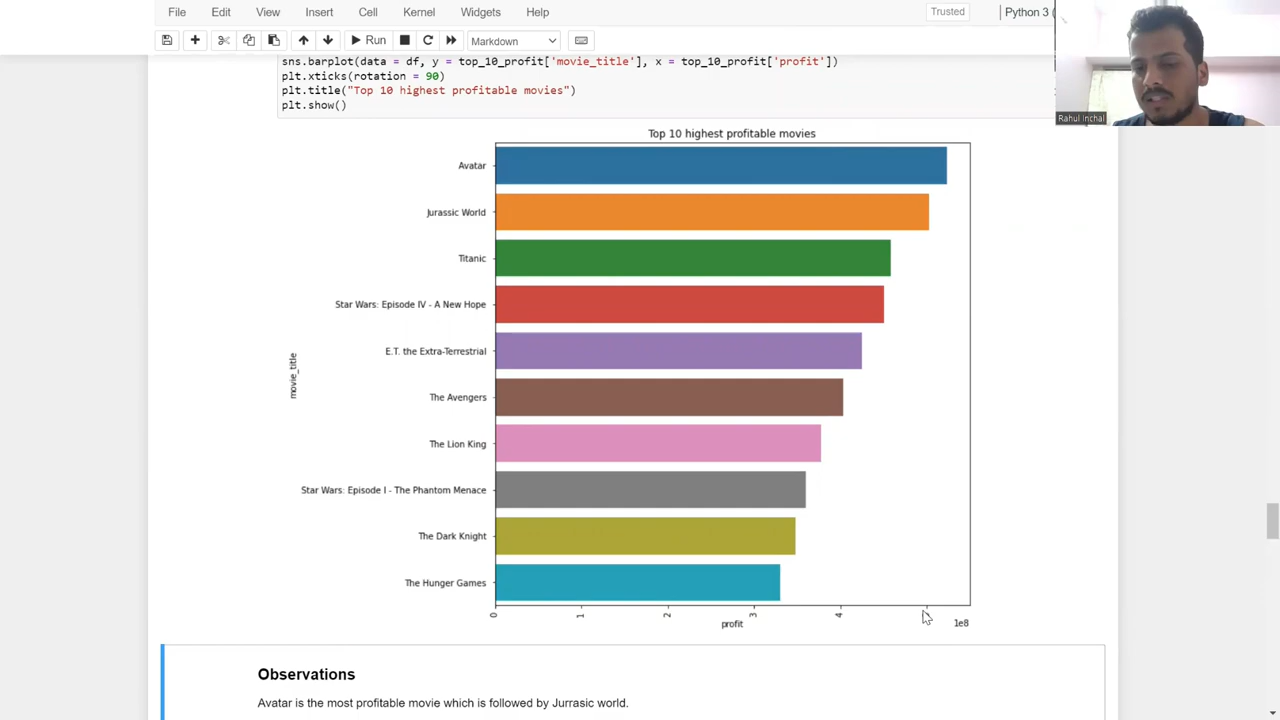 File Edit View Insert Cell Kernel Widgets Help Trusted Python 3 (
Run Markdown
sns.barplot(data = df, y = top_10_profit['movie_title'], x = top_10_profit['profit'])
plt.xticks(rotation = 90)
plt.title("Top 10 highest profitable movies")
plt.show()
Rahul Inchal
Top 10 highest profitable movies
Avatar
Jurassic World
Titanic
Star Wars: Episode IV - A New Hope
E.T. the Extra-Terrestrial
movie_title
The Avengers
The Lion King
Star Wars: Episode I - The Phantom Menace
The Dark Knight
The Hunger Games
0 1 2 3 4
profit
1e8
Observations
Avatar is the most profitable movie which is followed by Jurrasic world.